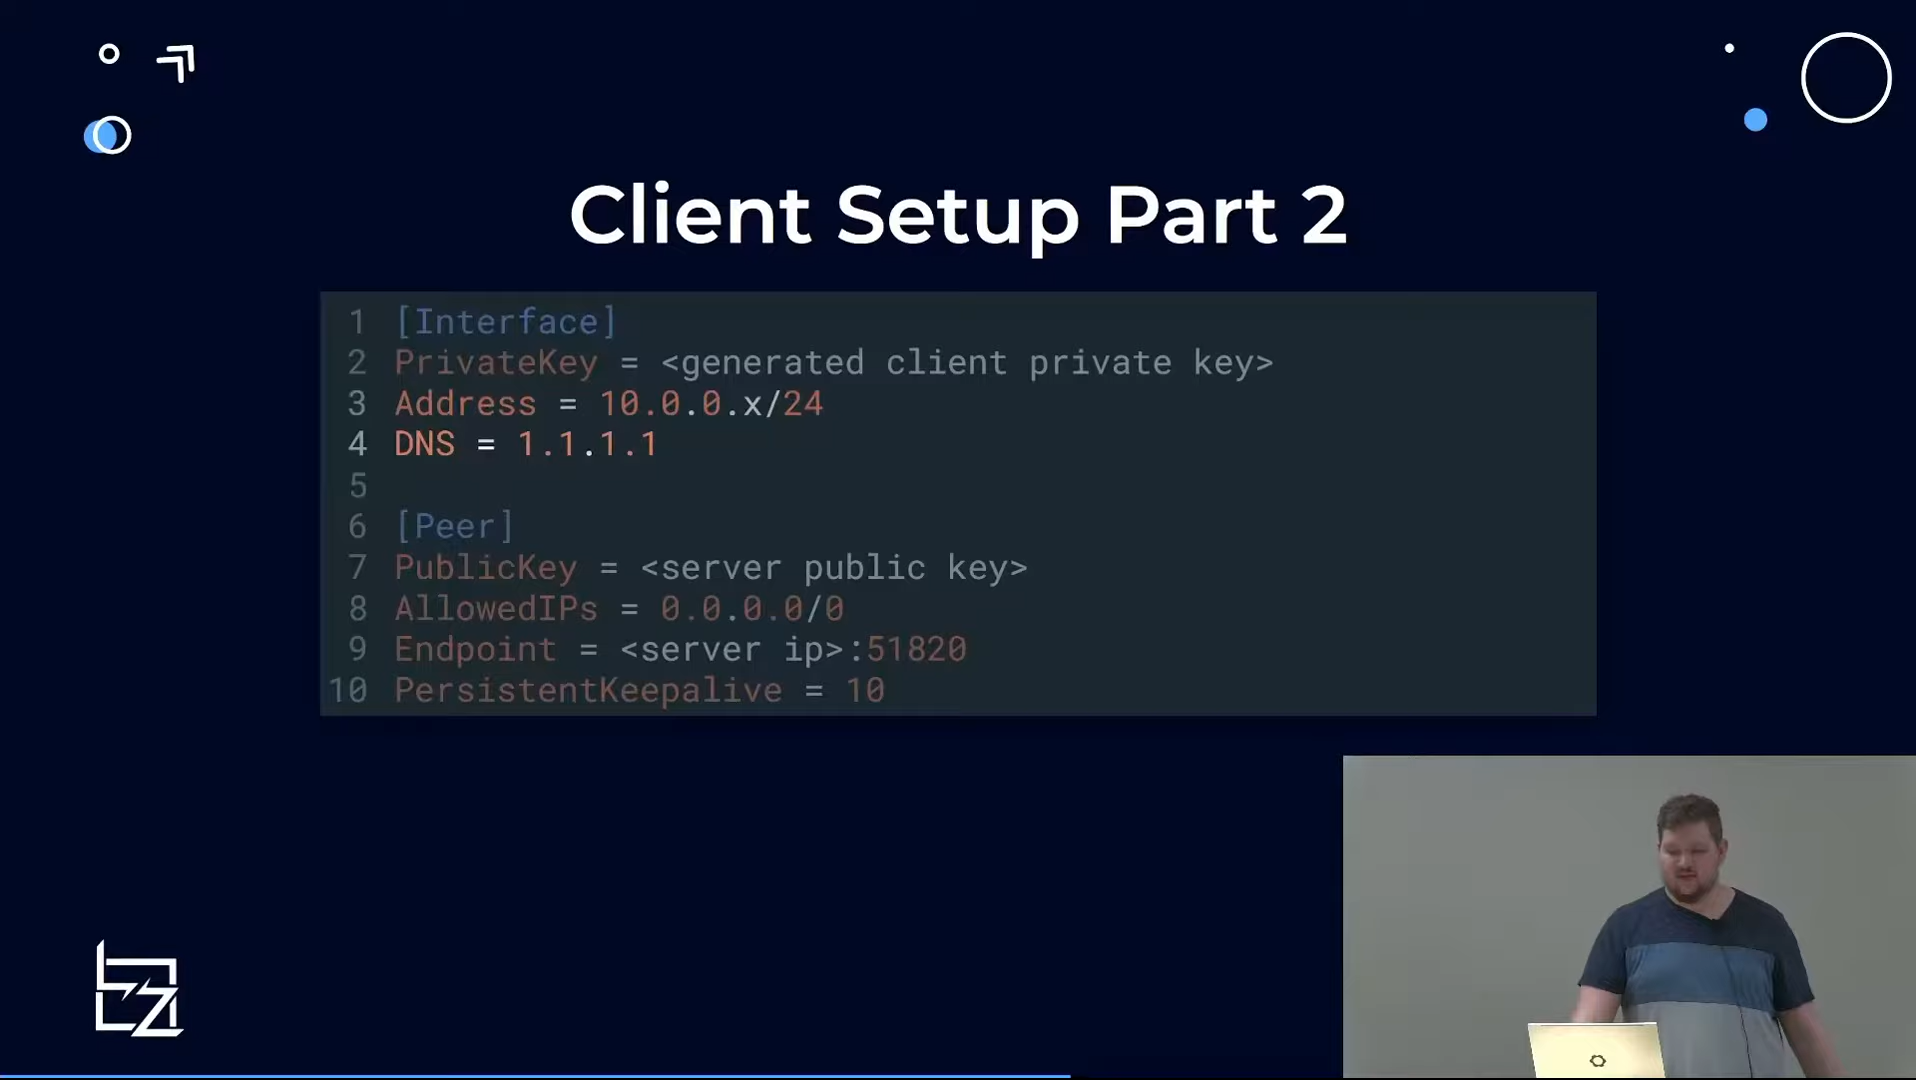 Client Setup Part 2
1 [Interface]
2 PrivateKey = <generated client private key>
3 Address = 10.0.0.x/24
4 DNS = 1.1.1.1
5
6 [Peer]
7 PublicKey = <server public key>
8 AllowedIPs = 0.0.0.0/0
9 Endpoint = <server ip>:51820
10 PersistentKeepalive = 10